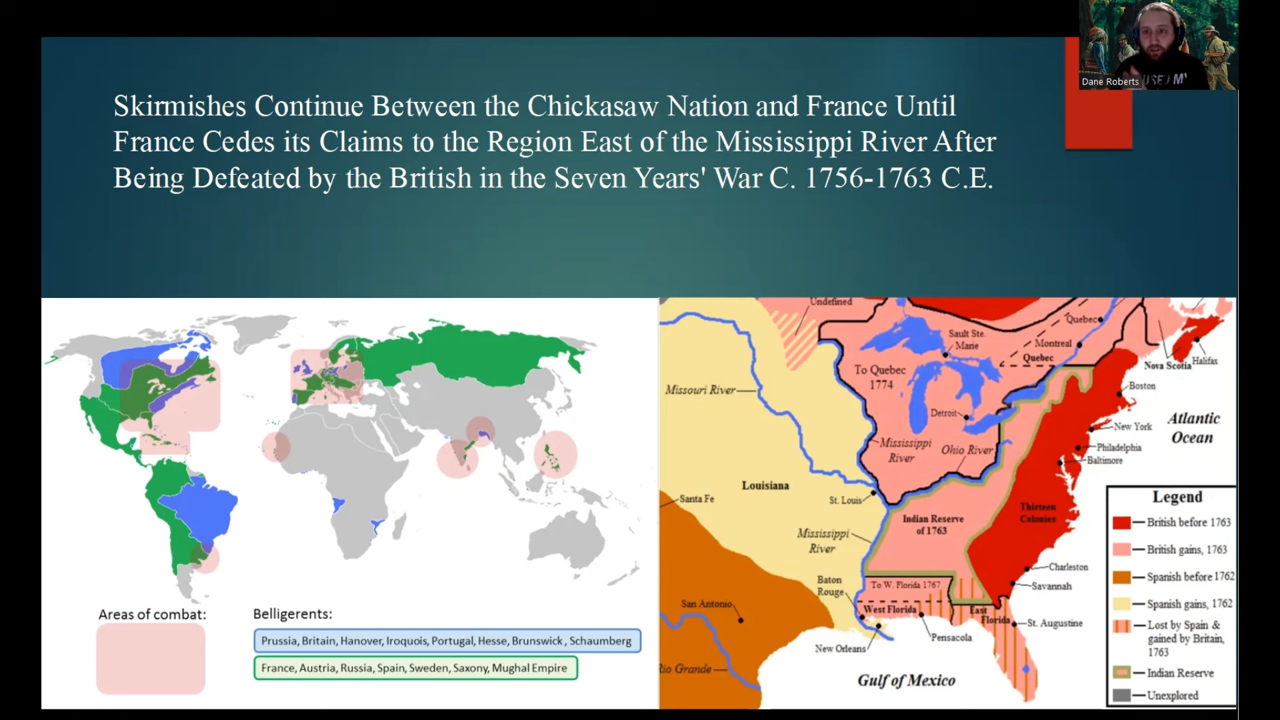 Dane Roberts
Skirmishes Continue Between the Chickasaw Nation and France Until
France Cedes its Claims to the Region East of the Mississippi River After
Being Defeated by the British in the Seven Years' War C. 1756-1763 C.E.
Areas of combat:
Belligerents:
Prussia, Britain, Hanover, Iroquois, Portugal, Hesse, Brunswick , Schaumberg
France, Austria, Russia, Spain, Sweden, Saxony, Mughal Empire
Undefined
Quebec
Sault Ste.
Marie
Montreal
Quebec
Nova Scotia
Halifax
To Quebec
1774
Missouri River
Detroit
Boston
New York
Atlantic
Ocean
Philadelphia
Baltimore
Mississippi
River
Ohio River
Louisiana
St. Louis
Santa Fe
Indian Reserve
of 1763
Thirteen
Colonies
Mississippi
River
Charleston
Savannah
Baton
Rouge
To W. Florida 1767
San Antonio
West Florida
East
Florida
St. Augustine
Pensacola
New Orleans
Rio Grande
Gulf of Mexico
Legend
British before 1763
British gains, 1763
Spanish before 1762
Spanish gains, 1762
Lost by Spain &
gained by Britain,
1763
Indian Reserve
Unexplored